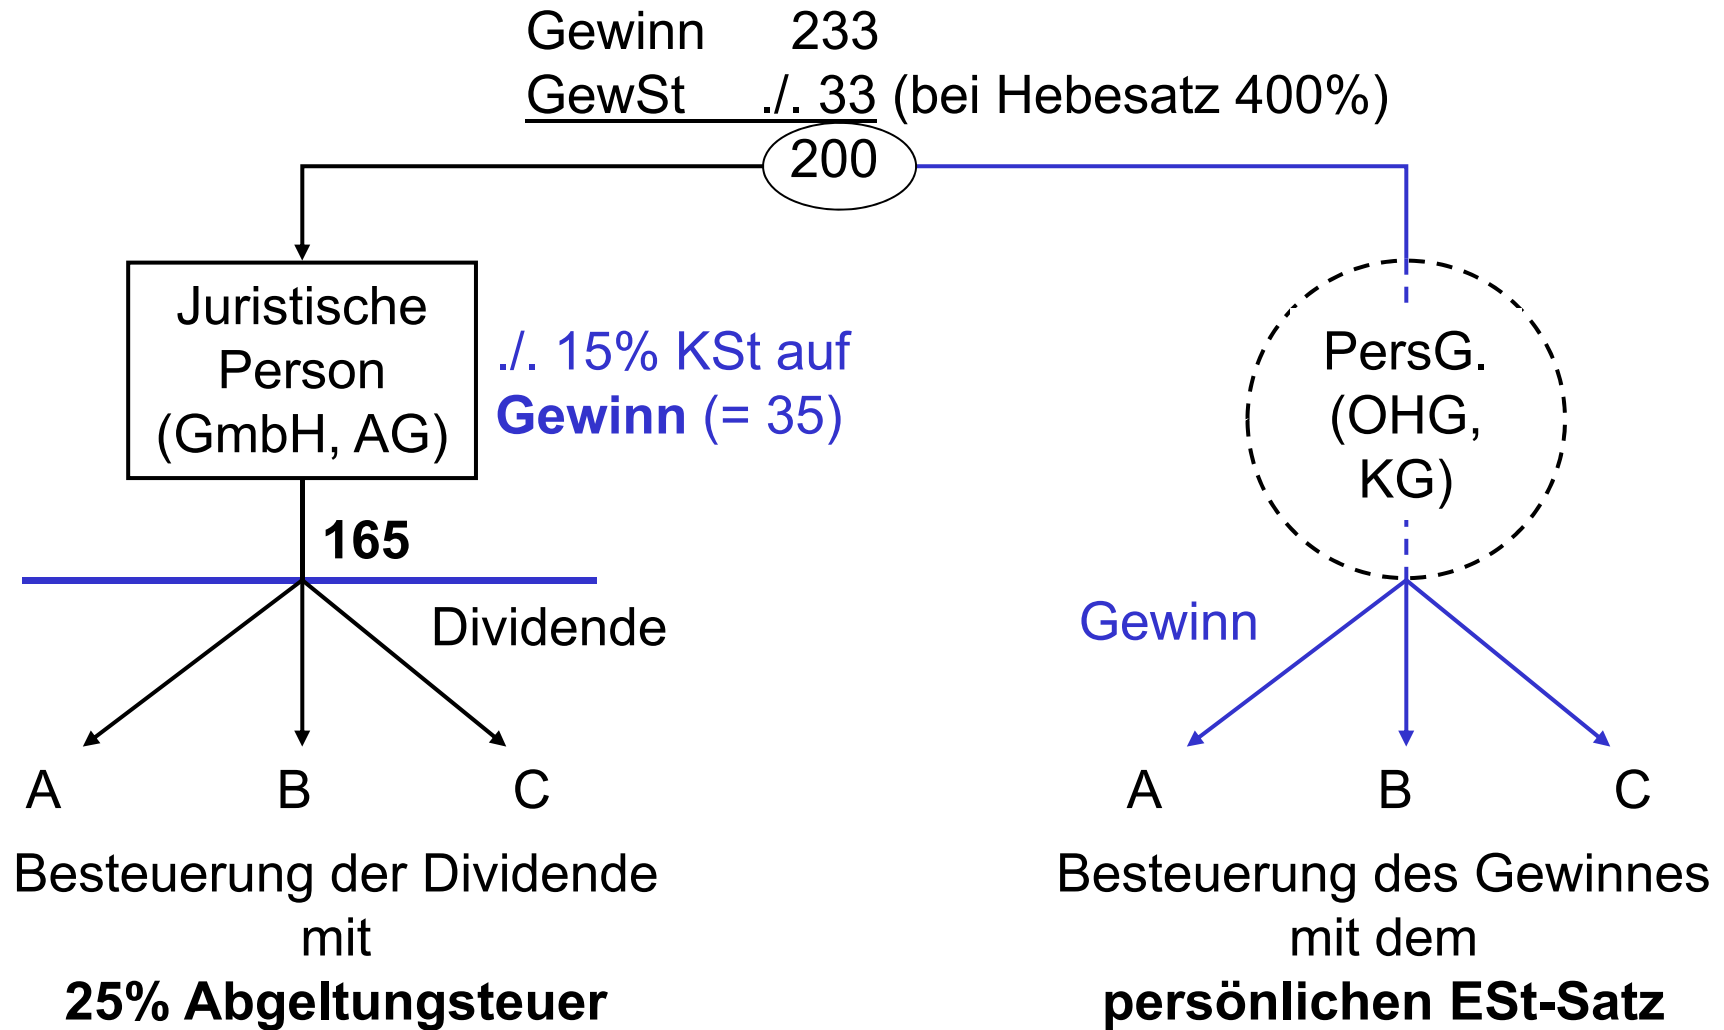 Gewinn 233
GewSt ./. 33 (bei Hebesatz 400%)
200
Juristische
Person
(GmbH, AG)
./. 15% KSt auf
Gewinn (= 35)
165
Dividende
A B C
Besteuerung der Dividende
mit
25% Abgeltungsteuer
PersG.
(OHG,
KG)
Gewinn
A B C
Besteuerung des Gewinnes
mit dem
persönlichen ESt-Satz